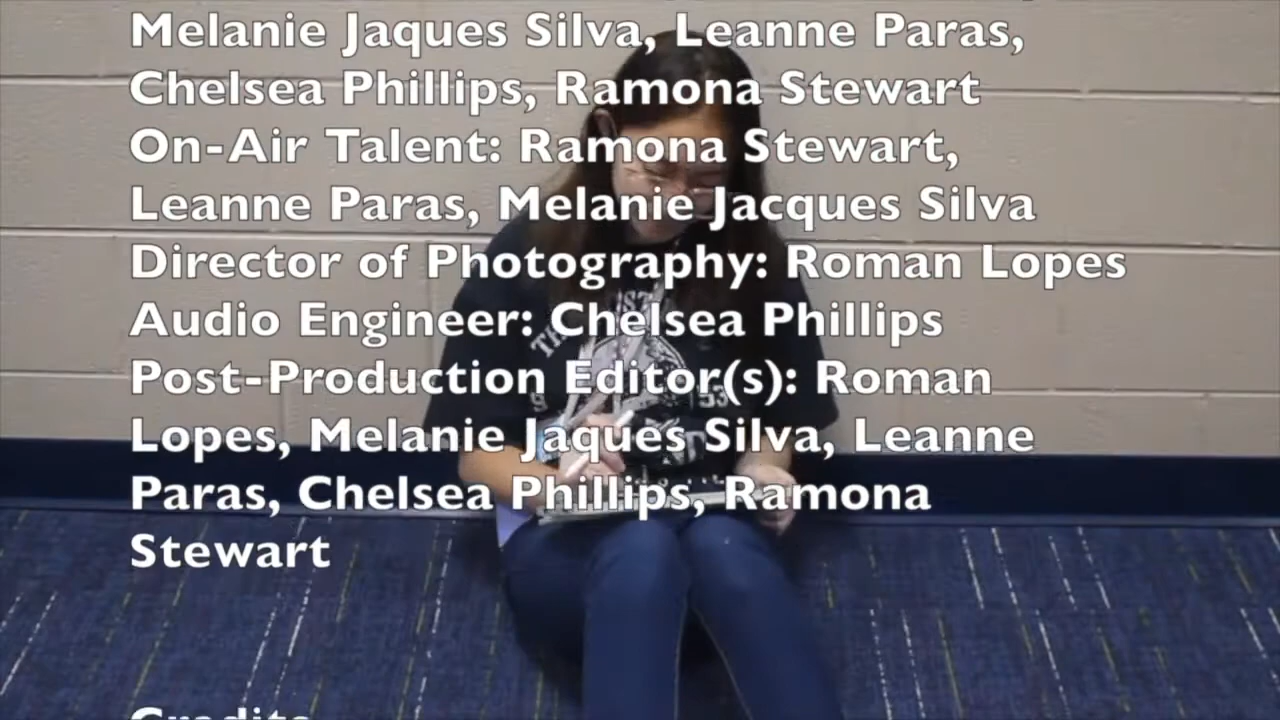 Melanie Jaques Silva, Leanne Paras,
Chelsea Phillips, Ramona Stewart
On-Air Talent: Ramona Stewart,
Leanne Paras, Melanie Jacques Silva
Director of Photography: Roman Lopes
Audio Engineer: Chelsea Phillips
Post-Production Editor(s): Roman
Lopes, Melanie Jaques Silva, Leanne
Paras, Chelsea Phillips, Ramona
Stewart
Credits
53